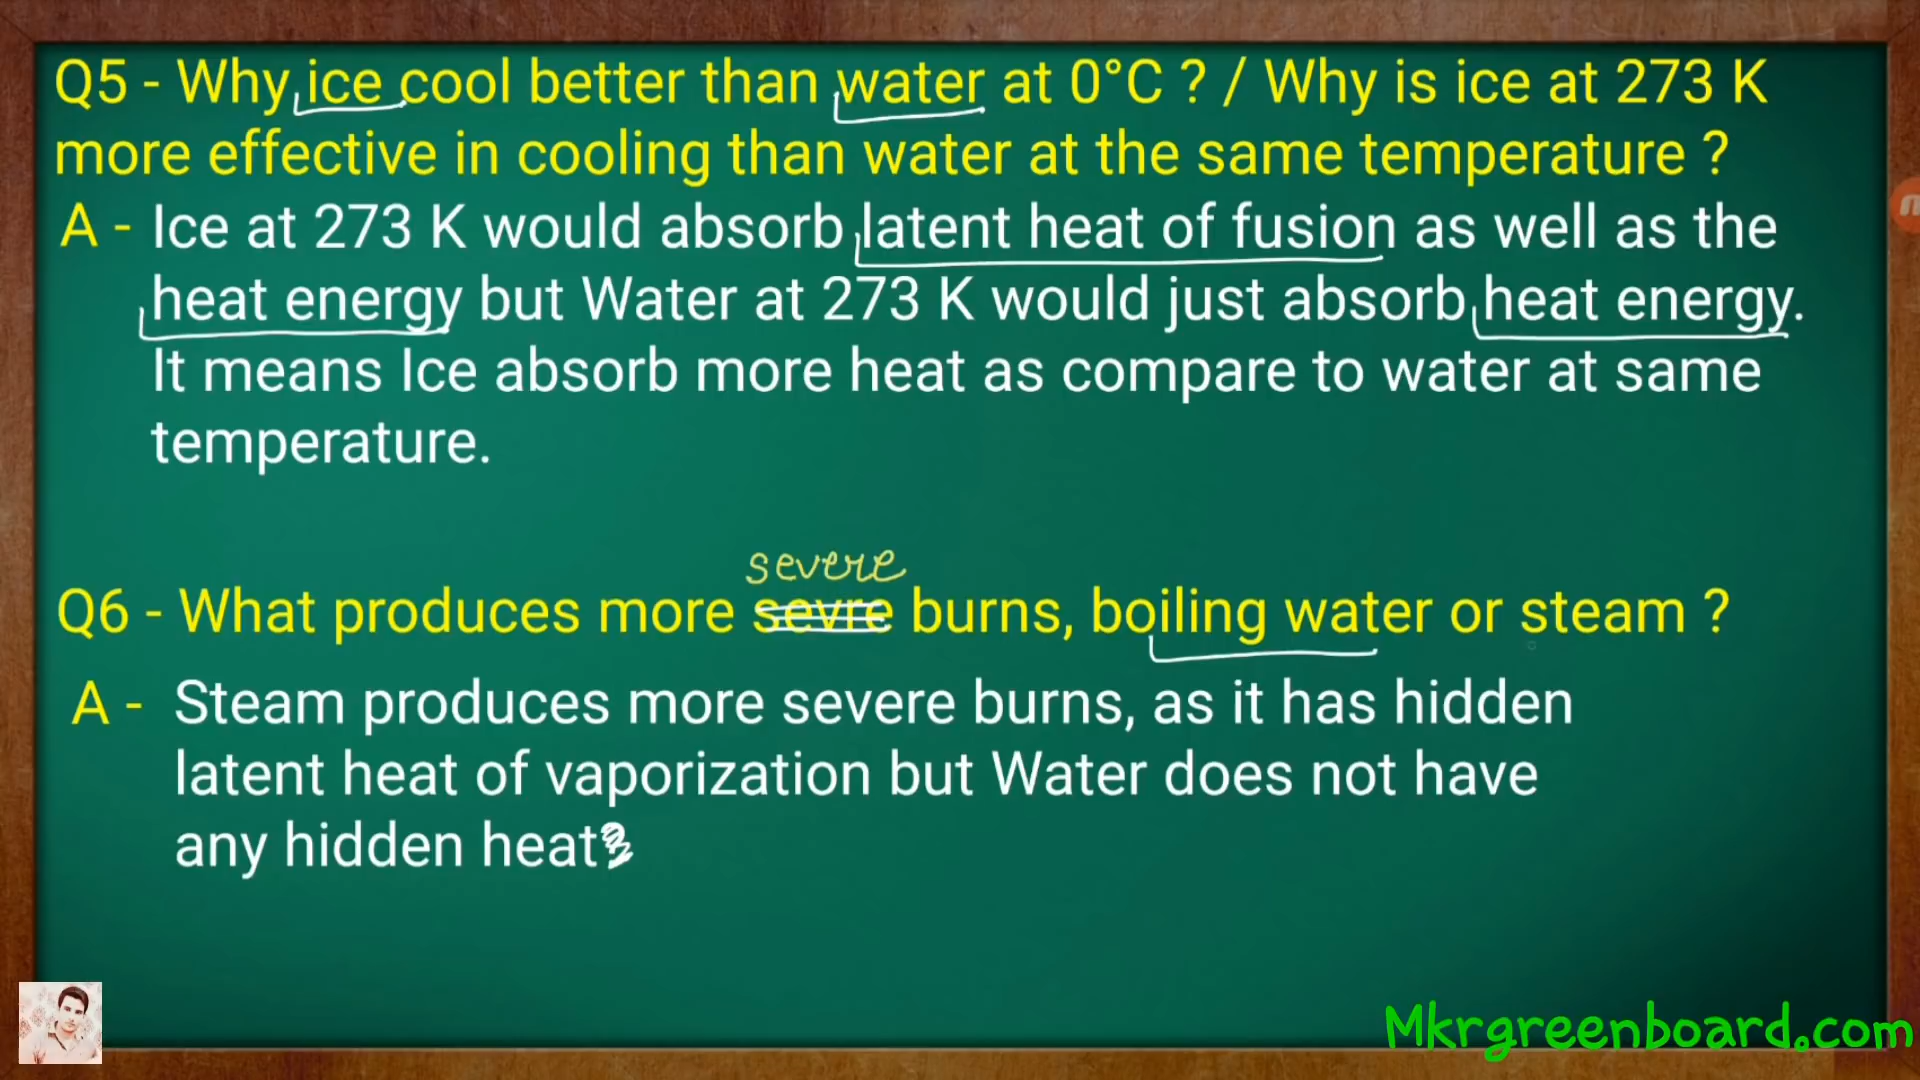 Q5 - Why ice cool better than water at 0°C ? / Why is ice at 273 K
more effective in cooling than water at the same temperature ?
A - Ice at 273 K would absorb latent heat of fusion as well as the
heat energy but Water at 273 K would just absorb heat energy.
It means Ice absorb more heat as compare to water at same
temperature.
severe
Q6 - What produces more sevre burns, boiling water or steam ?
A - Steam produces more severe burns, as it has hidden
latent heat of vaporization but Water does not have
any hidden heat
Mkrgreenboard.com